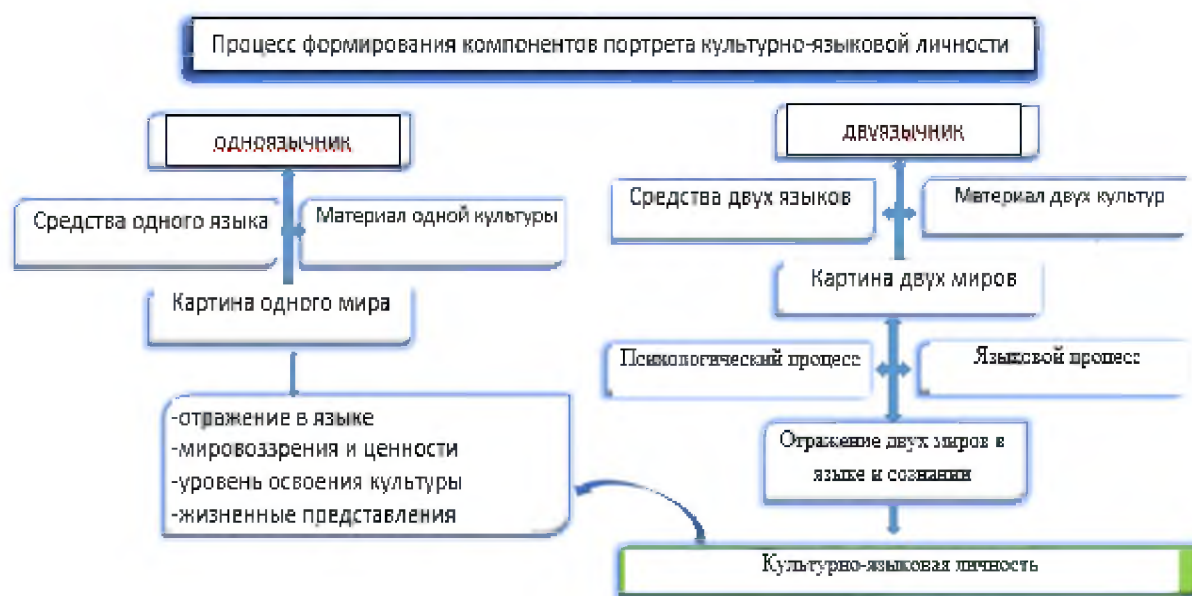 Процесс формирования компонентов портрета культурно-языковой личности
одноязычник
Средства одного языка
Материал одной культуры
Картина одного мира
-отражение в языке
-мировоззрения и ценности
-уровень освоения культуры
-жизненные представления
двуязычник
Средства двух языков
Материал двух культур
Картина двух миров
Психологический процесс
Языковой процесс
Отражение двух миров в
языке и сознании
Культурно-языковая личность